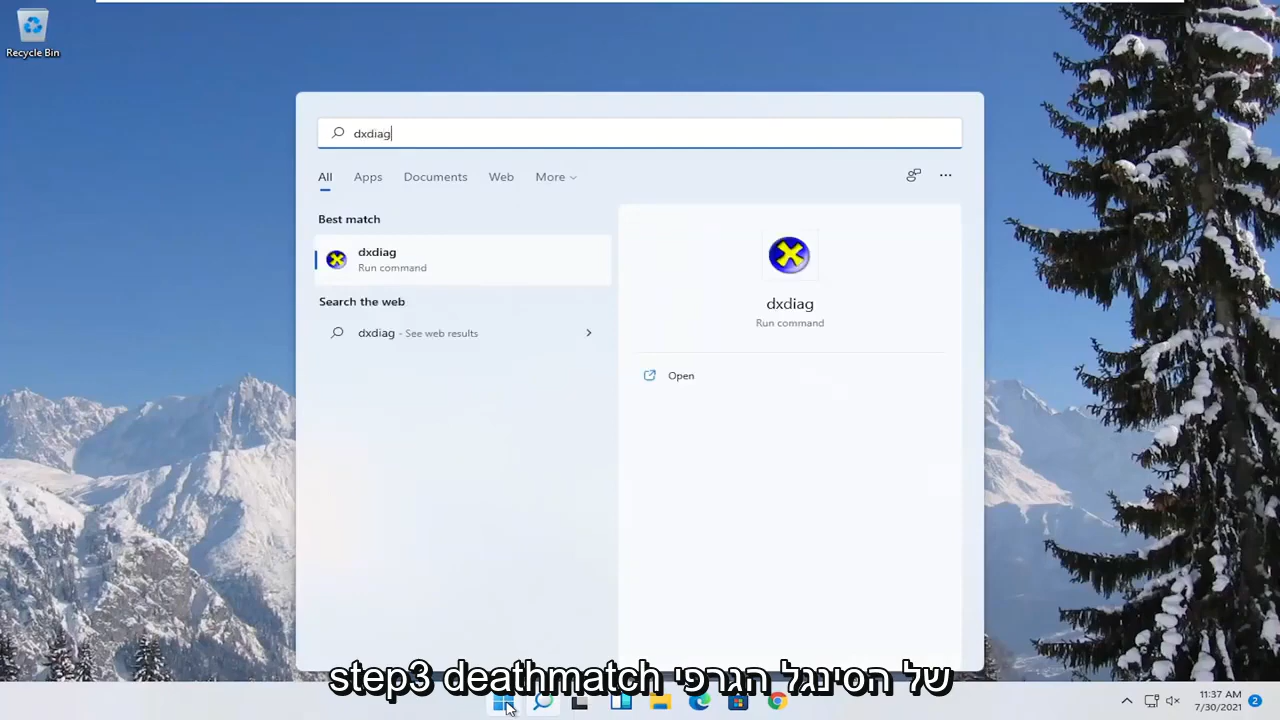 Recycle Bin
dxdiag
All
Apps
Documents
Web
More
Best match
dxdiag
Run command
Search the web
dxdiag - See web results
dxdiag
Run command
Open
של הסינגל הגרפי step3 deathmatch
11:37 AM
7/30/2021
2